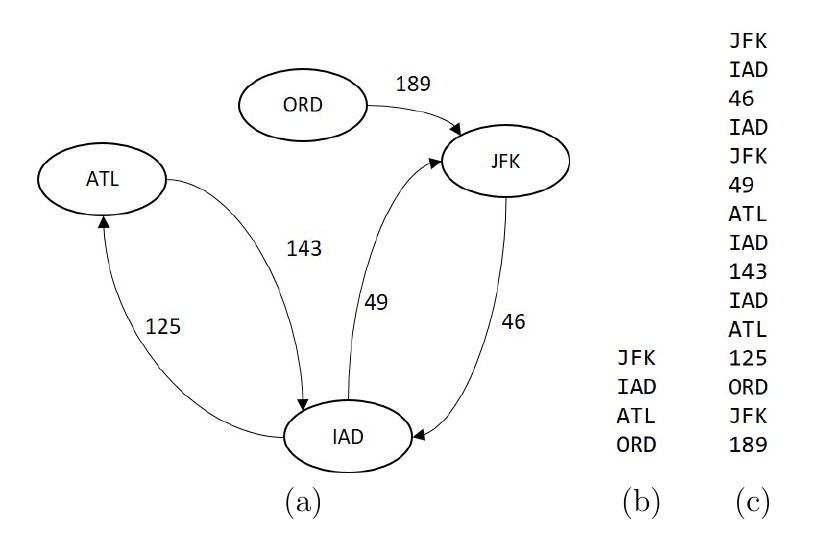 189
ORD
JFK
ATL
143
49
125
46
IAD
(a)
JFK
IAD
ATL
ORD
(b)
JFK
IAD
46
IAD
JFK
49
ATL
IAD
143
IAD
ATL
125
ORD
JFK
189
(c)